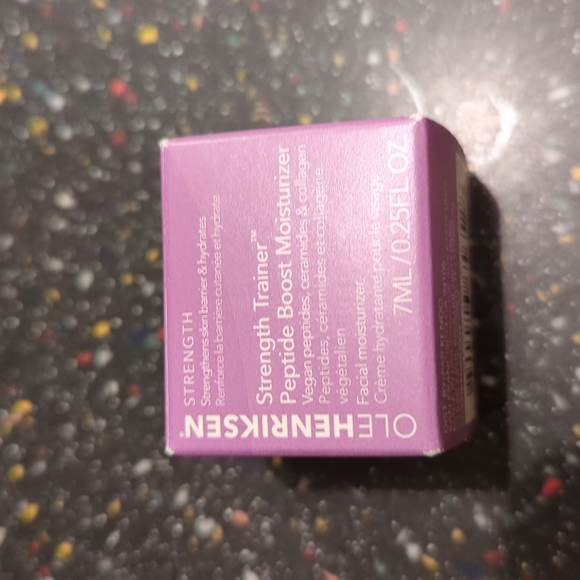 OLEHENRIKSEN®
STRENGTH
Strengthens skin barrier & hydrates
Renforce la barrière cutanée et hydrate
Strength Trainer™
Peptide Boost Moisturizer
Vegan peptides, ceramides & collagen
Peptides, céramides et collagène
végétalien
Facial moisturizer
Crème hydratante pour le visage
7ML / 0.25FL OZ